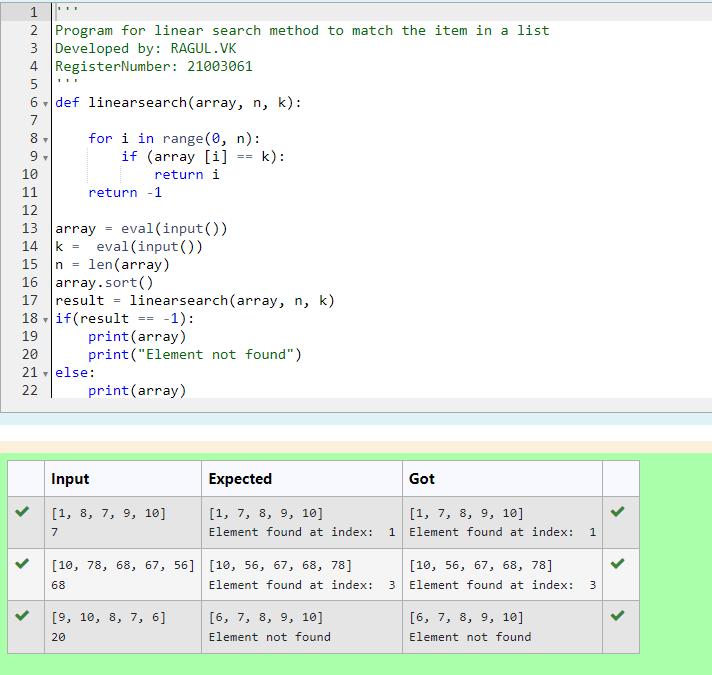 1 '''
2 Program for linear search method to match the item in a list
3 Developed by: RAGUL.VK
4 RegisterNumber: 21003061
5 '''
6 def linearsearch(array, n, k):
7
8 for i in range(0, n):
9 if (array [i] == k):
10 return i
11 return -1
12
13 array = eval(input())
14 k =  eval(input())
15 n = len(array)
16 array.sort()
17 result = linearsearch(array, n, k)
18 if(result == -1):
19 print(array)
20 print("Element not found")
21 else:
22 print(array)
Input Expected Got
[1, 8, 7, 9, 10] [1, 7, 8, 9, 10] [1, 7, 8, 9, 10]
7 Element found at index:  1 Element found at index:  1
[10, 78, 68, 67, 56] [10, 56, 67, 68, 78] [10, 56, 67, 68, 78]
68 Element found at index:  3 Element found at index:  3
[9, 10, 8, 7, 6] [6, 7, 8, 9, 10] [6, 7, 8, 9, 10]
20 Element not found Element not found